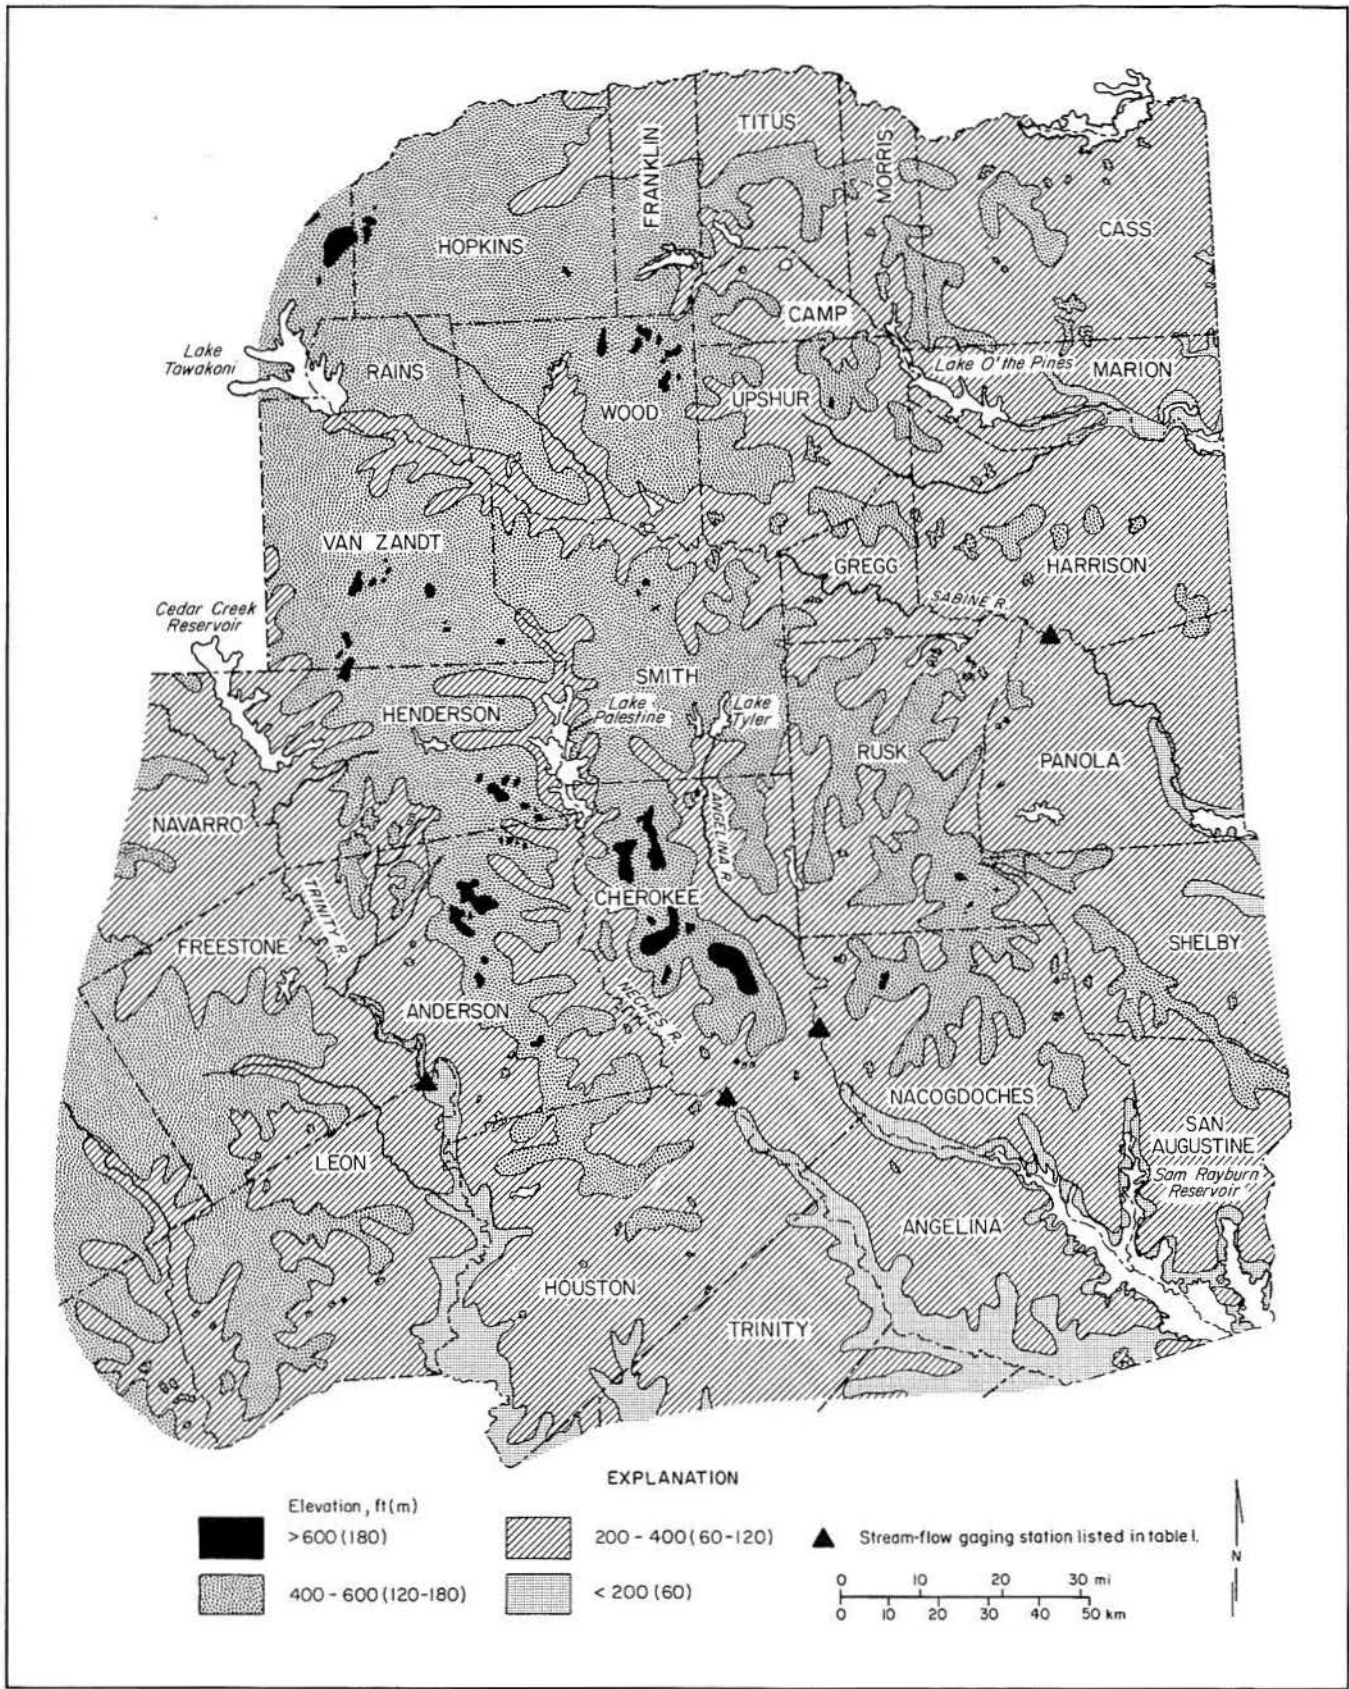 TITUS
FRANKLIN
MORRIS
CASS
HOPKINS
CAMP
Lake
Tawakoni
RAINS
Lake O' the Pines
MARION
WOOD
UPSHUR
VAN ZANDT
GREGG
HARRISON
SABINE R.
Cedar Creek
Reservoir
SMITH
HENDERSON
Lake
Palestine
Lake
Tyler
RUSK
PANOLA
NAVARRO
ANGELINA R.
CHEROKEE
TRINITY R.
FREESTONE
SHELBY
ANDERSON
NECHES R.
NACOGDOCHES
SAN
AUGUSTINE
LEON
Sam Rayburn
Reservoir
ANGELINA
HOUSTON
TRINITY
EXPLANATION
Elevation, ft(m)
>600 (180)
200 - 400 (60-120)
Stream-flow gaging station listed in table I.
400 - 600 (120-180)
< 200 (60)
0 10 20 30 mi
0 10 20 30 40 50 km
N